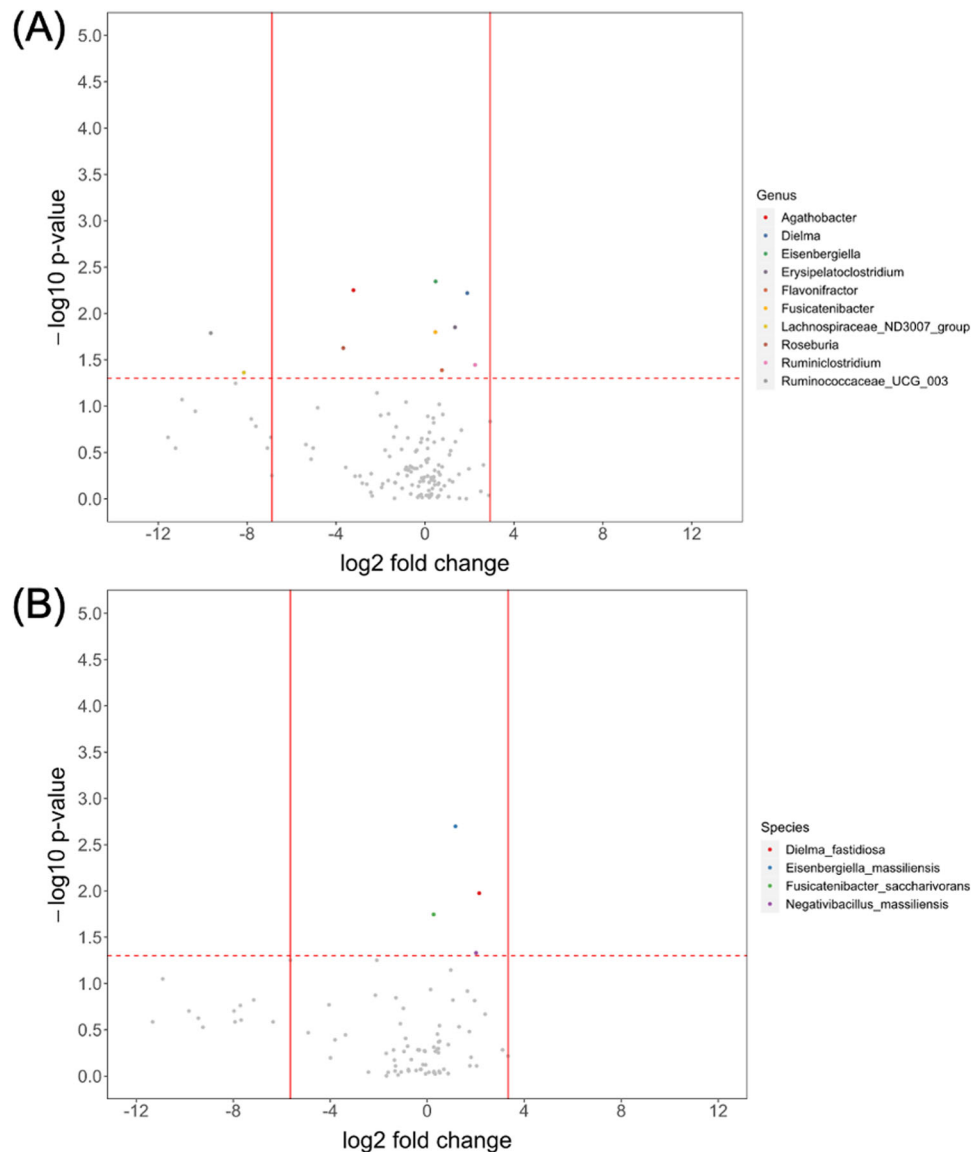 (A)
5.0
4.5
4.0
3.5
3.0
2.5
2.0
1.5
1.0
0.5
0.0
−log10 p-value
-12 -8 -4 0 4 8 12
log2 fold change
Genus
Agathobacter
Dielma
Eisenbergiella
Erysipelatoclostridium
Flavonifractor
Fusicatenibacter
Lachnospiraceae_ND3007_group
Roseburia
Ruminiclostridium
Ruminococcaceae_UCG_003
(B)
5.0
4.5
4.0
3.5
3.0
2.5
2.0
1.5
1.0
0.5
0.0
−log10 p-value
-12 -8 -4 0 4 8 12
log2 fold change
Species
Dielma_fastidiosa
Eisenbergiella_massiliensis
Fusicatenibacter_saccharivorans
Negativibacillus_massiliensis